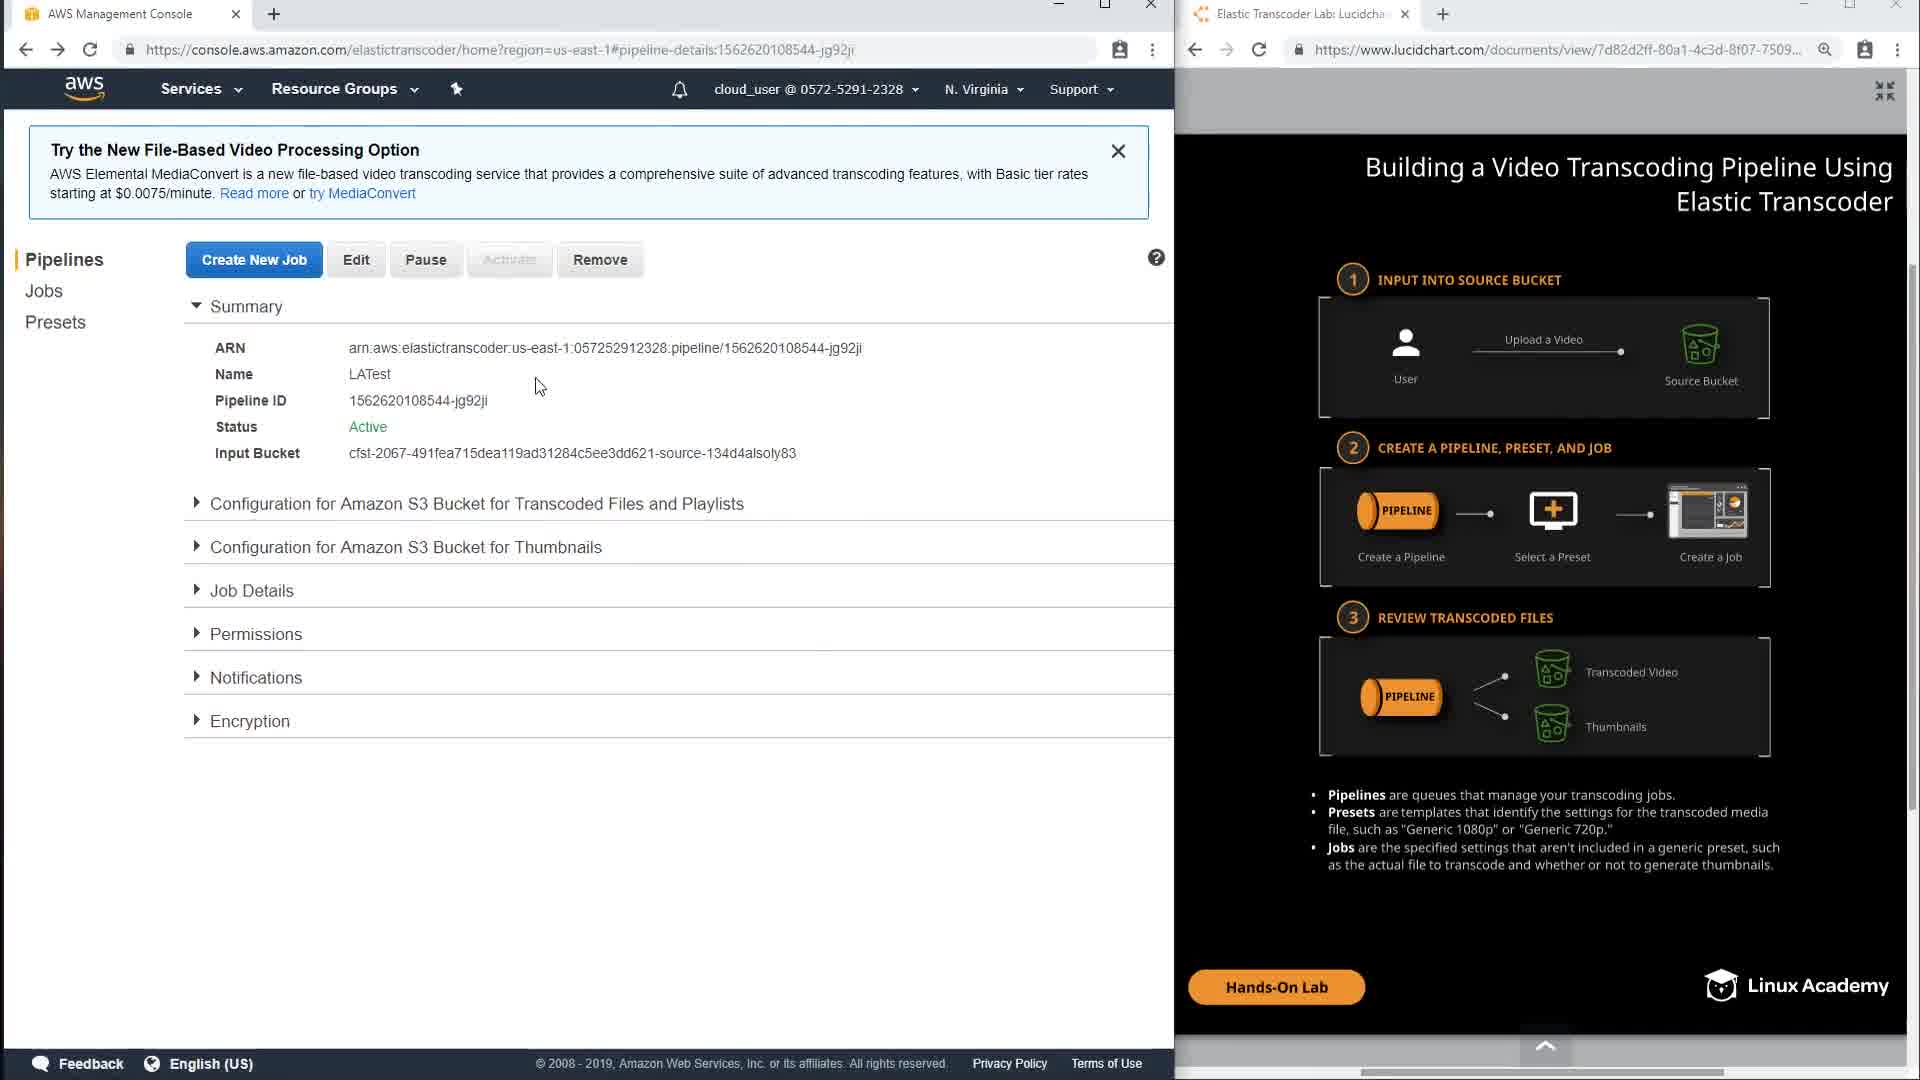 AWS Management Console
https://console.aws.amazon.com/elastictranscoder/home?region=us-east-1#pipeline-details:1562620108544-jg92ji
aws
Services
Resource Groups
cloud_user @ 0572-5291-2328
N. Virginia
Support
Try the New File-Based Video Processing Option
AWS Elemental MediaConvert is a new file-based video transcoding service that provides a comprehensive suite of advanced transcoding features, with Basic tier rates
starting at $0.0075/minute. Read more or try MediaConvert
Pipelines
Jobs
Presets
Create New Job
Edit
Pause
Activate
Remove
Summary
ARN arn:aws:elastictranscoder:us-east-1:057252912328:pipeline/1562620108544-jg92ji
Name LATest
Pipeline ID 1562620108544-jg92ji
Status Active
Input Bucket cfst-2067-491fea715dea119ad31284c5ee3dd621-source-134d4alsoly83
Configuration for Amazon S3 Bucket for Transcoded Files and Playlists
Configuration for Amazon S3 Bucket for Thumbnails
Job Details
Permissions
Notifications
Encryption
Feedback
English (US)
© 2008 - 2019, Amazon Web Services, Inc. or its affiliates. All rights reserved.
Privacy Policy
Terms of Use
Elastic Transcoder Lab: Lucidcha
https://www.lucidchart.com/documents/view/7d82d2ff-80a1-4c3d-8f07-7509...
Building a Video Transcoding Pipeline Using
Elastic Transcoder
1 INPUT INTO SOURCE BUCKET
Upload a Video
User
Source Bucket
2 CREATE A PIPELINE, PRESET, AND JOB
PIPELINE
Create a Pipeline
Select a Preset
Create a Job
3 REVIEW TRANSCODED FILES
PIPELINE
Transcoded Video
Thumbnails
• Pipelines are queues that manage your transcoding jobs.
• Presets are templates that identify the settings for the transcoded media
file, such as "Generic 1080p" or "Generic 720p."
• Jobs are the specified settings that aren't included in a generic preset, such
as the actual file to transcode and whether or not to generate thumbnails.
Hands-On Lab
Linux Academy